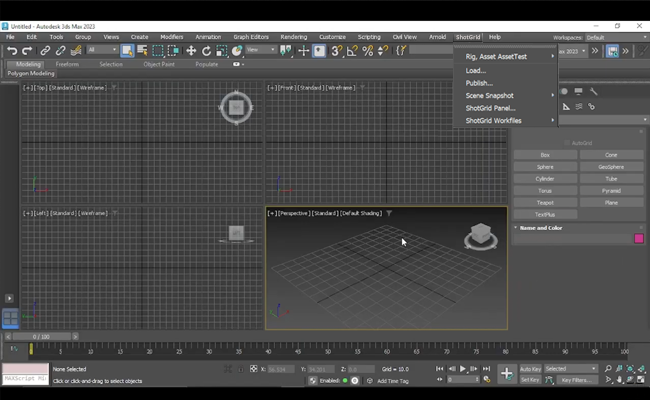 Untitled - Autodesk 3ds Max 2023
File Edit Tools Group Views Create Modifiers Animation Graph Editors Rendering Customize Scripting Civil View Arnold ShotGrid Help Workspaces: Default
All View
Max 2023
Modeling Freeform Selection Object Paint Populate
Polygon Modeling
Rig, Asset AssetTest
Load...
Publish...
Scene Snapshot
ShotGrid Panel...
ShotGrid Workfiles
[+][Top][Standard][Wireframe]
[+][Front][Standard][Wireframe]
[+][Left][Standard][Wireframe]
[+][Perspective][Standard][Default Shading]
AutoGrid
Box Cone
Sphere GeoSphere
Cylinder Tube
Torus Pyramid
Teapot Plane
TextPlus
Name and Color
0 / 100
5 10 15 20 25 30 35 40 45 50 55 60 65 70 75 80 85 90 95 100
None Selected
Click or click-and-drag to select objects
X: Y: Z: Grid = 10.0
Enabled: Add Time Tag
0
Auto Key Selected
Set Key Key Filters...